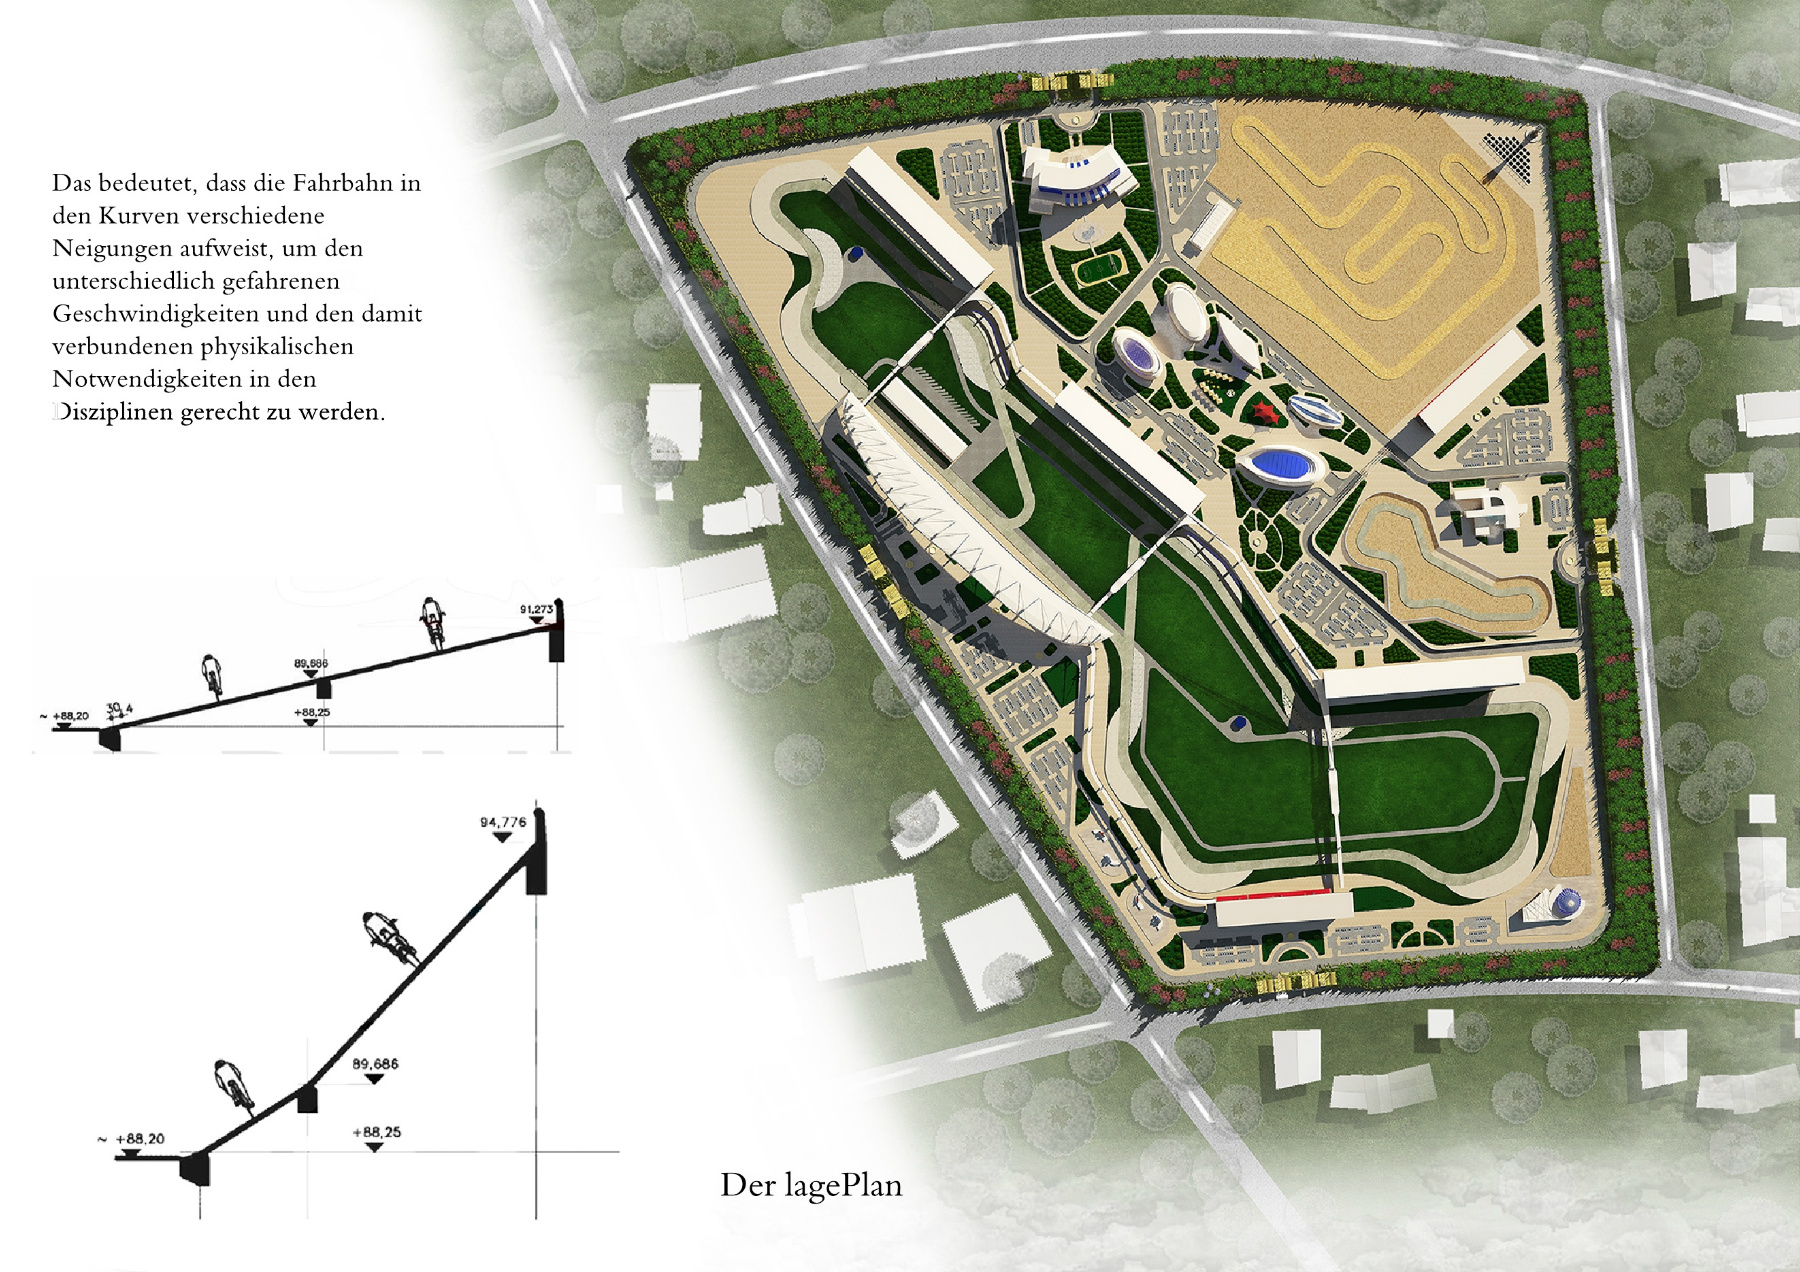 Das bedeutet, dass die Fahrbahn in
den Kurven verschiedene
Neigungen aufweist, um den
unterschiedlich gefahrenen
Geschwindigkeiten und den damit
verbundenen physikalischen
Notwendigkeiten in den
Disziplinen gerecht zu werden.
91,273
89,686
30 4
~ +88,20
+88,25
94,776
89,686
+88,25
~ +88,20
Der lagePlan